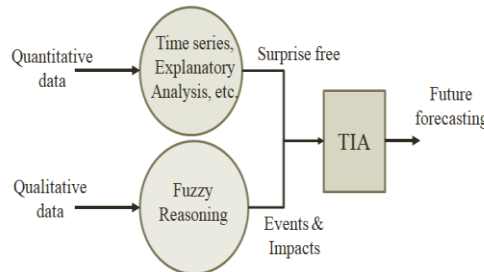 Quantitative
data
Time series,
Explanatory
Analysis, etc.
Surprise free
TIA
Future
forecasting
Qualitative
data
Fuzzy
Reasoning
Events &
Impacts